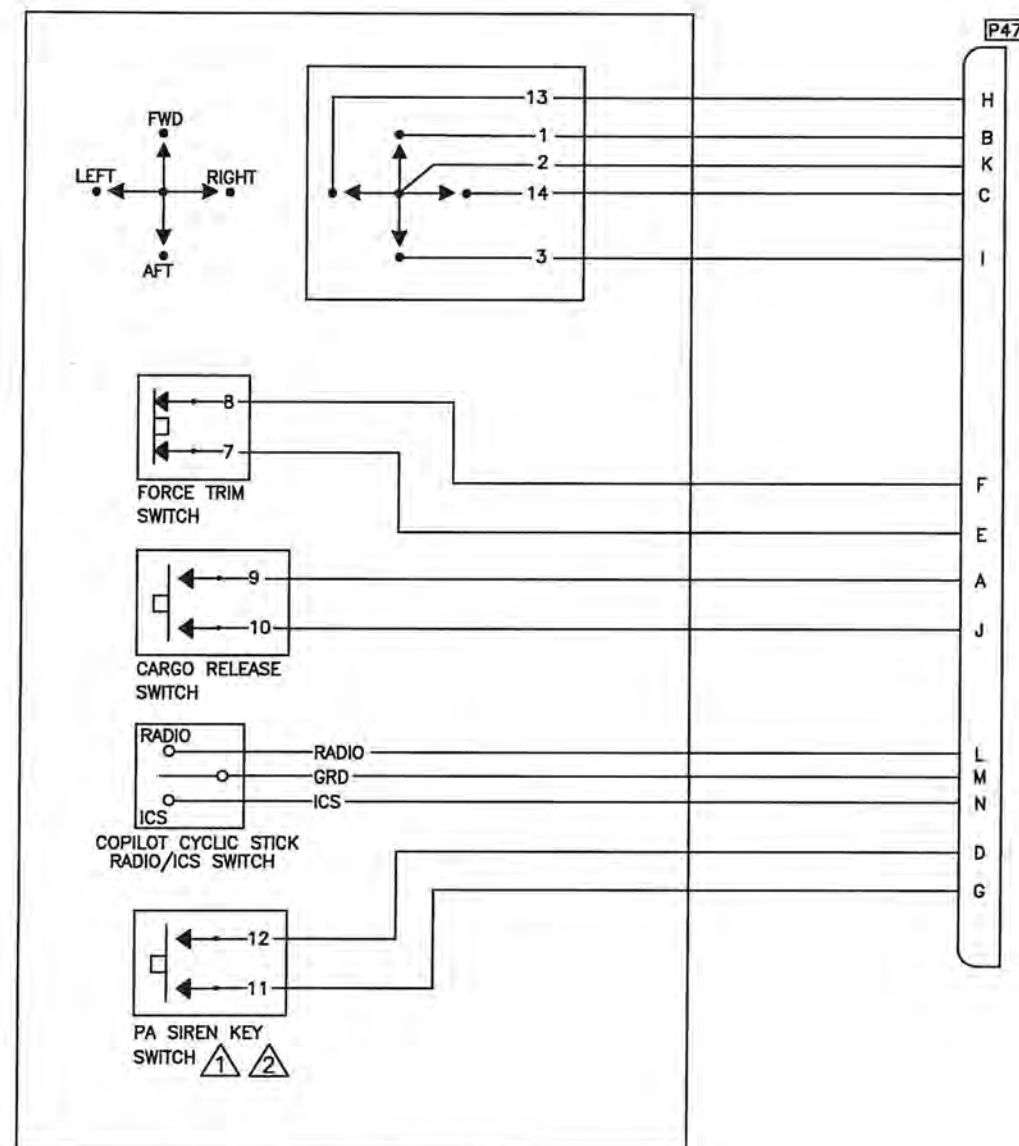 P47
FWD
LEFT
RIGHT
AFT
13
H
1
B
2
K
14
C
3
I
8
7
FORCE TRIM
SWITCH
F
E
9
A
10
J
CARGO RELEASE
SWITCH
RADIO
RADIO
L
GRD
M
ICS
N
ICS
COPILOT CYCLIC STICK
RADIO/ICS SWITCH
D
G
12
11
PA SIREN KEY
SWITCH 1 2